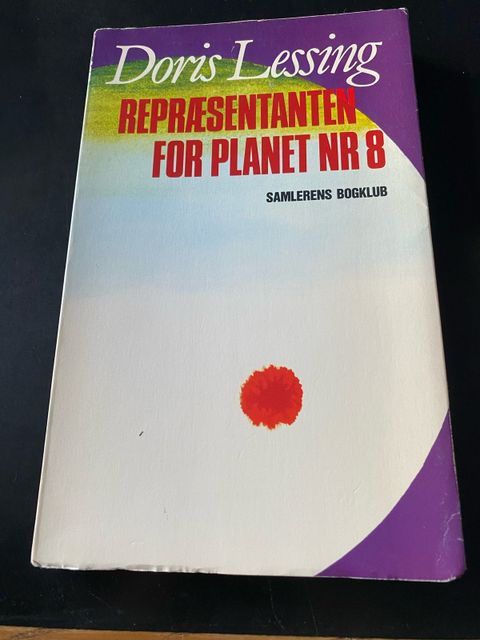 Doris Lessing
REPRÆSENTANTEN
FOR PLANET NR 8
SAMLERENS BOGKLUB